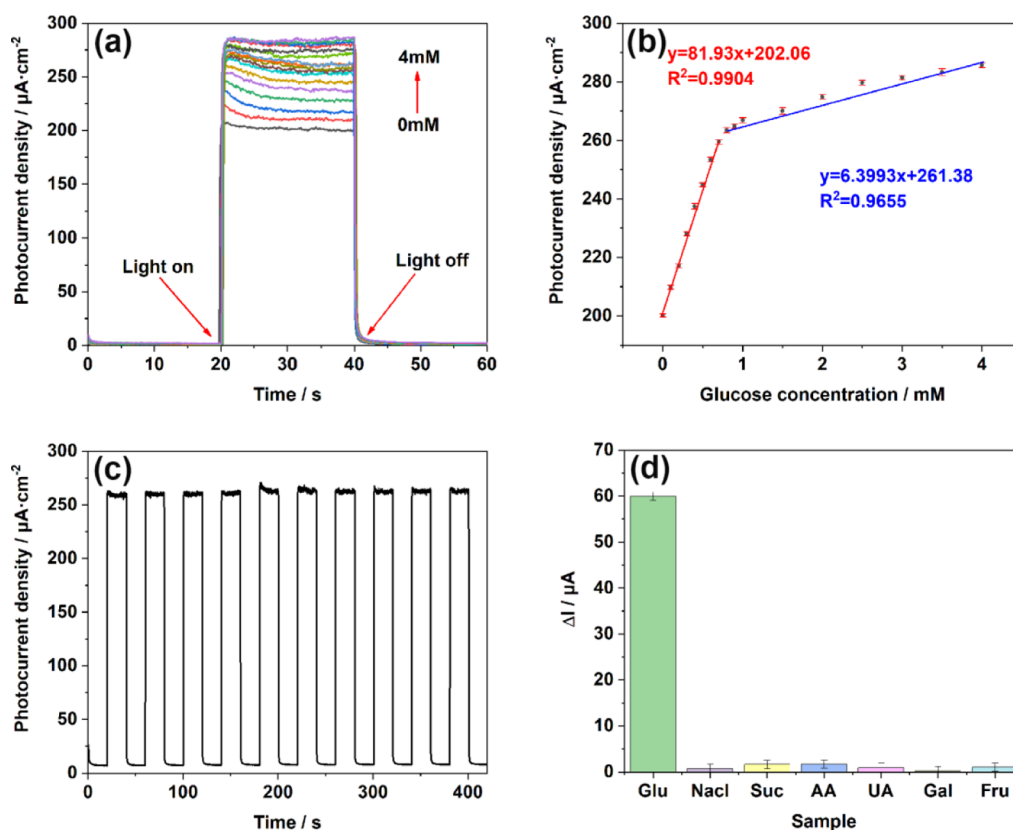 (a)
Photocurrent density / µA·cm⁻²
300
250
200
150
100
50
0
4mM
0mM
Light on
Light off
0 10 20 30 40 50 60
Time / s
(b)
Photocurrent density / µA·cm⁻²
300
280
260
240
220
200
y=81.93x+202.06
R²=0.9904
y=6.3993x+261.38
R²=0.9655
0 1 2 3 4
Glucose concentration / mM
(c)
Photocurrent density / µA·cm⁻²
300
250
200
150
100
50
0
0 100 200 300 400
Time / s
(d)
ΔI / µA
70
60
50
40
30
20
10
0
Glu Nacl Suc AA UA Gal Fru
Sample